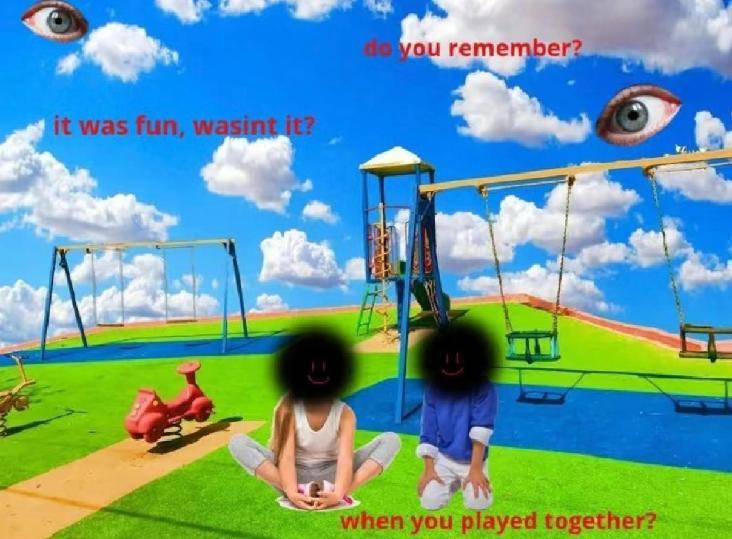 do you remember?
it was fun, wasint it?
when you played together?